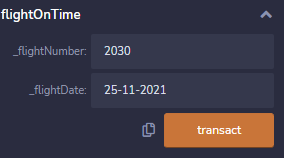 flightOnTime
_flightNumber: 2030
_flightDate: 25-11-2021
transact